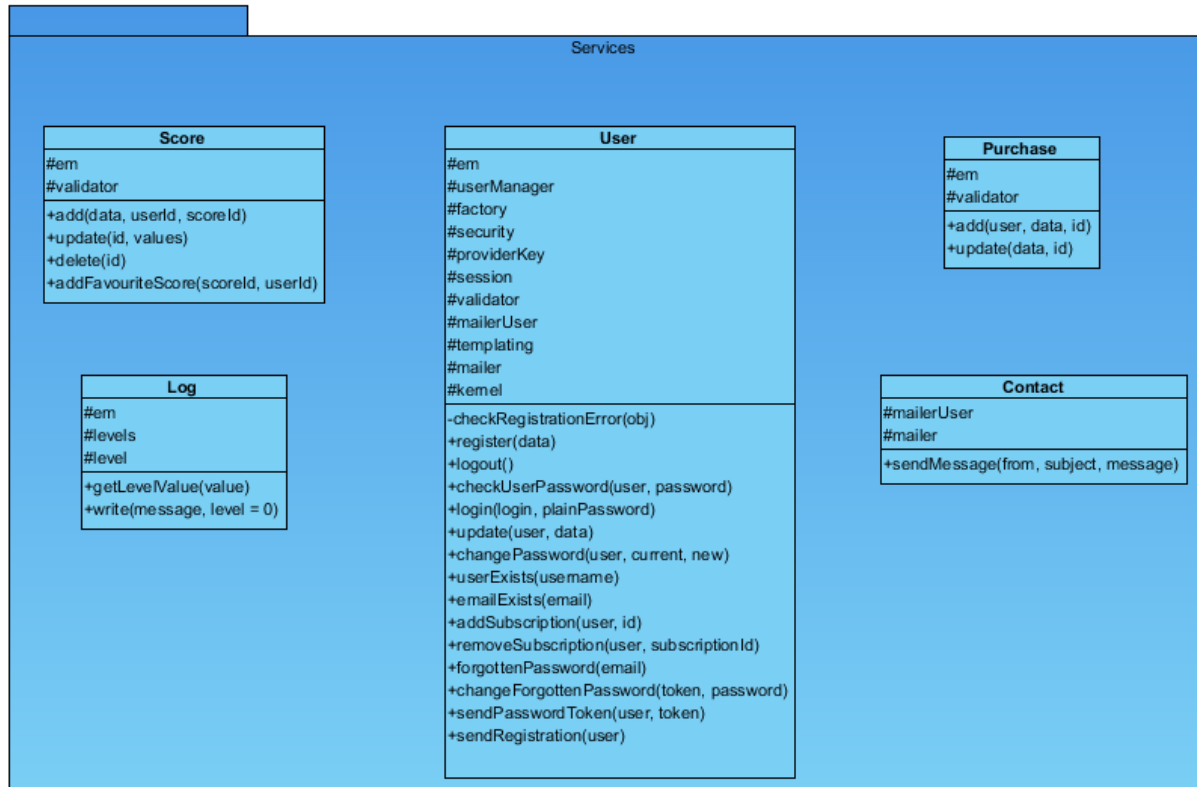 Services
Score
#em
#validator
+add(data, userId, scoreId)
+update(id, values)
+delete(id)
+addFavouriteScore(scoreId, userId)
User
#em
#userManager
#factory
#security
#providerKey
#session
#validator
#mailerUser
#templating
#mailer
#kernel
-checkRegistrationError(obj)
+register(data)
+logout()
+checkUserPassword(user, password)
+login(login, plainPassword)
+update(user, data)
+changePassword(user, current, new)
+userExists(username)
+emailExists(email)
+addSubscription(user, id)
+removeSubscription(user, subscriptionId)
+forgottenPassword(email)
+changeForgottenPassword(token, password)
+sendPasswordToken(user, token)
+sendRegistration(user)
Purchase
#em
#validator
+add(user, data, id)
+update(data, id)
Log
#em
#levels
#level
+getLevelValue(value)
+write(message, level = 0)
Contact
#mailerUser
#mailer
+sendMessage(from, subject, message)